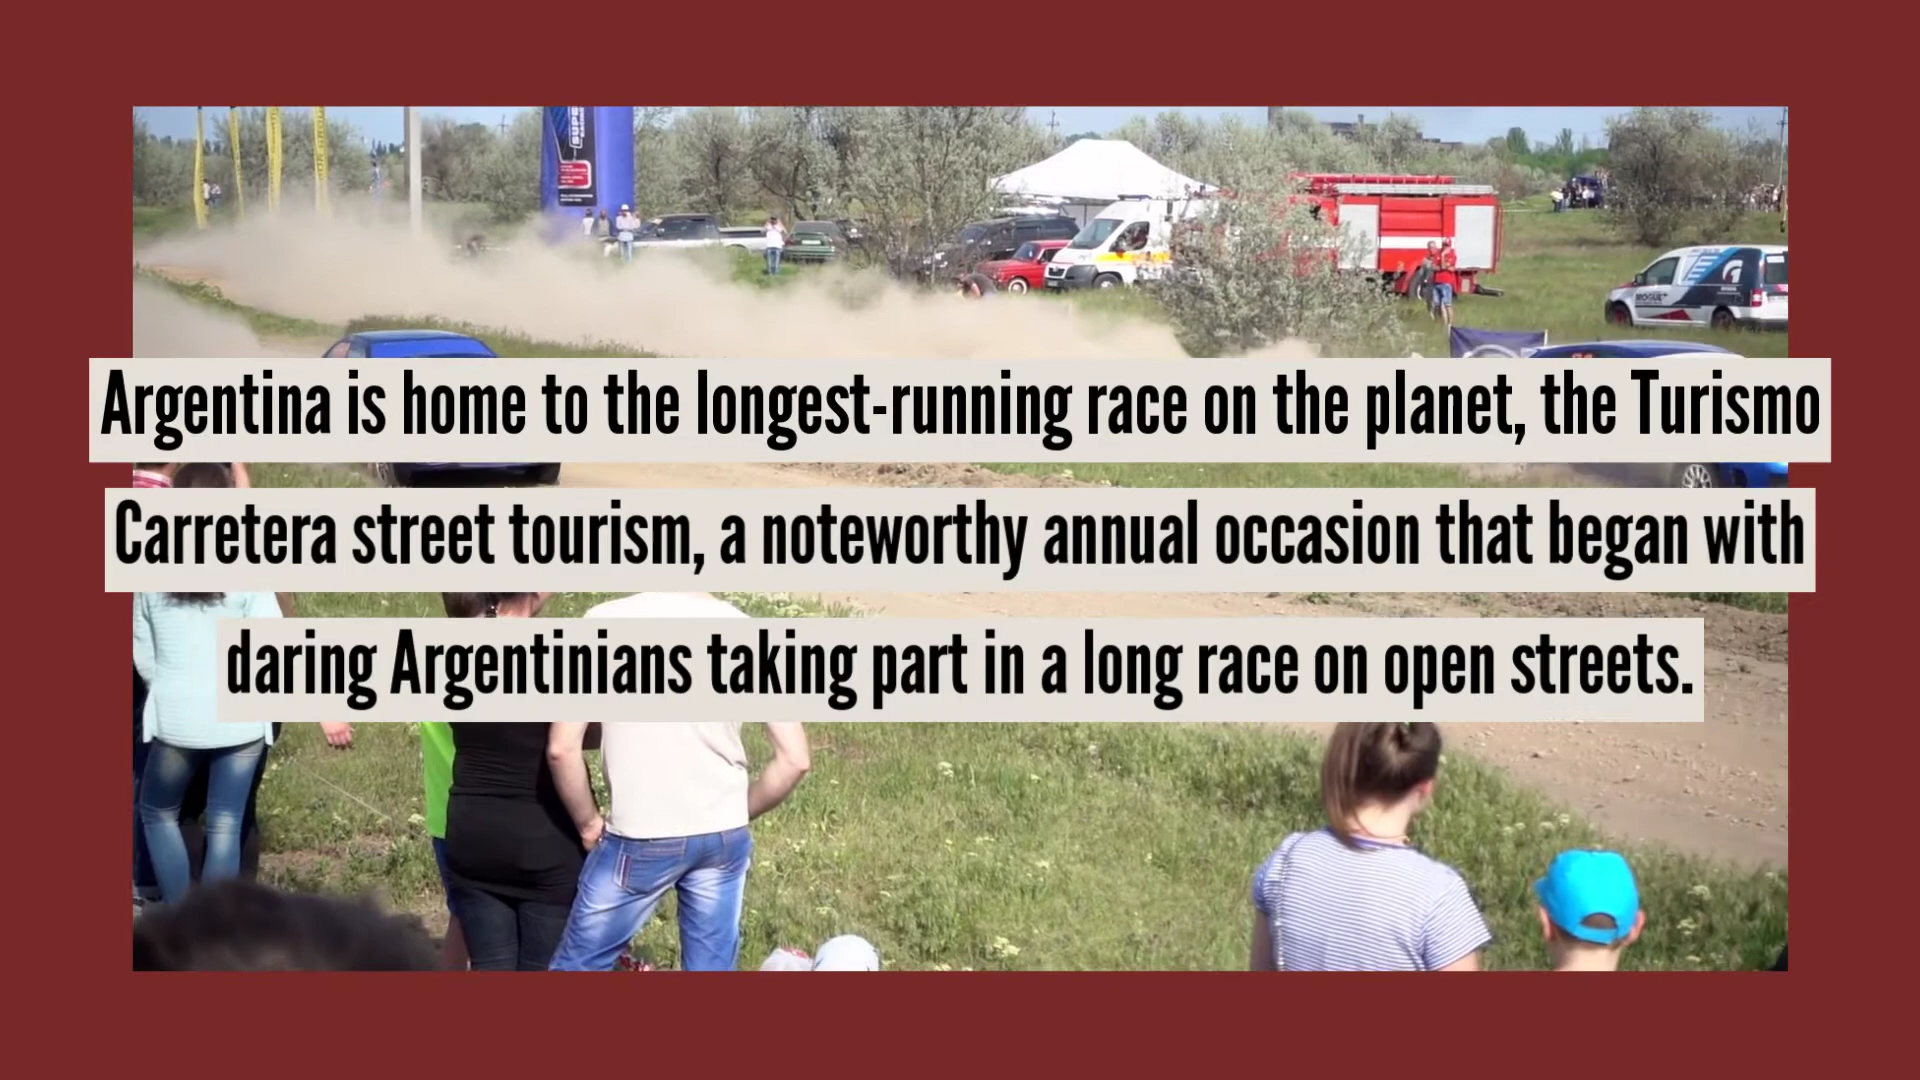 SUPE
Argentina is home to the longest-running race on the planet, the Turismo
Carretera street tourism, a noteworthy annual occasion that began with
daring Argentinians taking part in a long race on open streets.